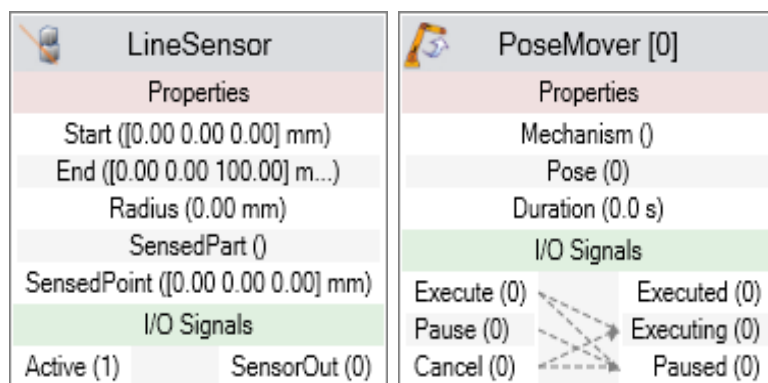 LineSensor
Properties
Start ([0.00 0.00 0.00] mm)
End ([0.00 0.00 100.00] m...)
Radius (0.00 mm)
SensedPart ()
SensedPoint ([0.00 0.00 0.00] mm)
I/O Signals
Active (1) SensorOut (0)
PoseMover [0]
Properties
Mechanism ()
Pose (0)
Duration (0.0 s)
I/O Signals
Execute (0) Executed (0)
Pause (0) Executing (0)
Cancel (0) Paused (0)